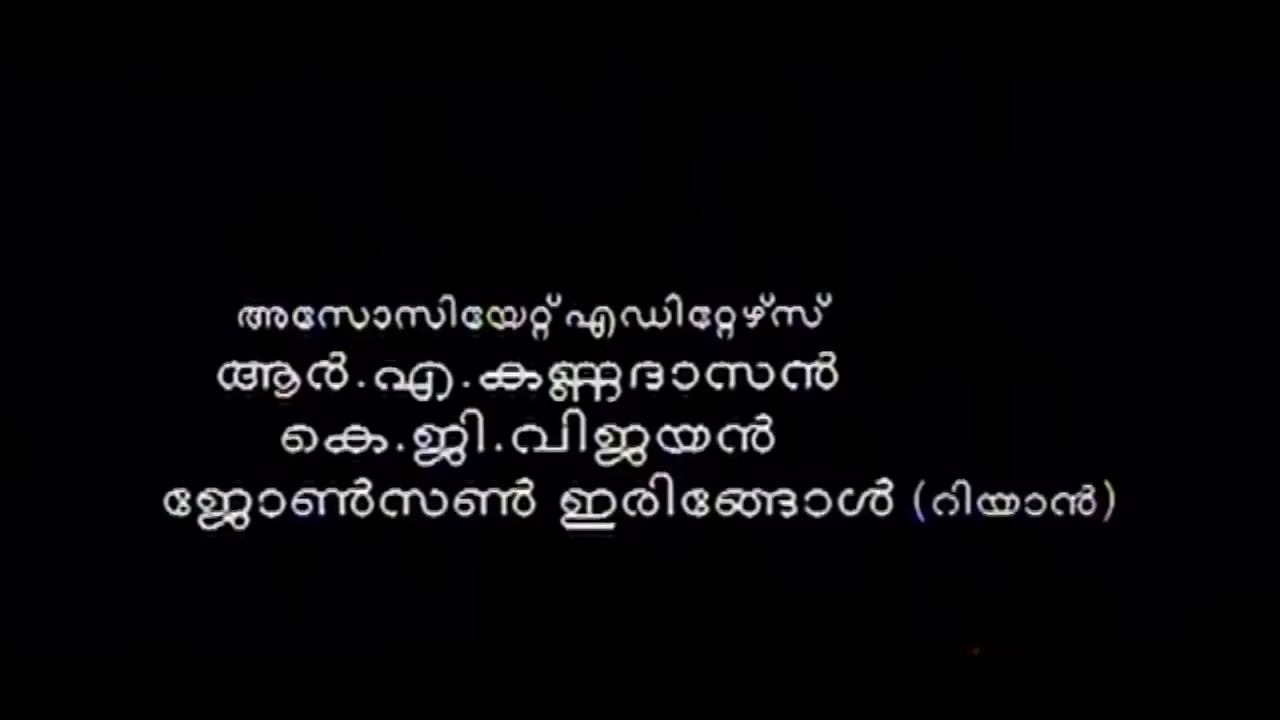 അസോസിയേറ്റ് എഡിറ്റേഴ്സ്
ആർ.എ.കണ്ണദാസൻ
കെ.ജി.വിജയൻ
ജോൺസൺ ഇരിങ്ങോൾ (റിയാൻ)